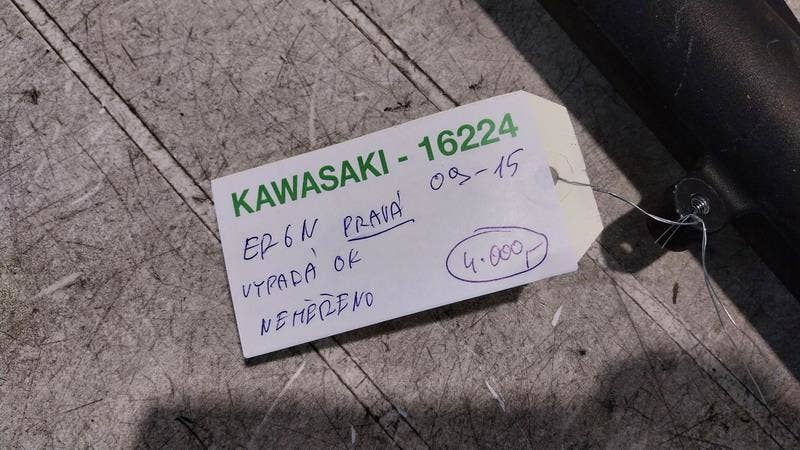 KAWASAKI - 16224
ER6N PRAVÁ 09-15
VYPADÁ OK
4.000,-
NEMĚŘENO